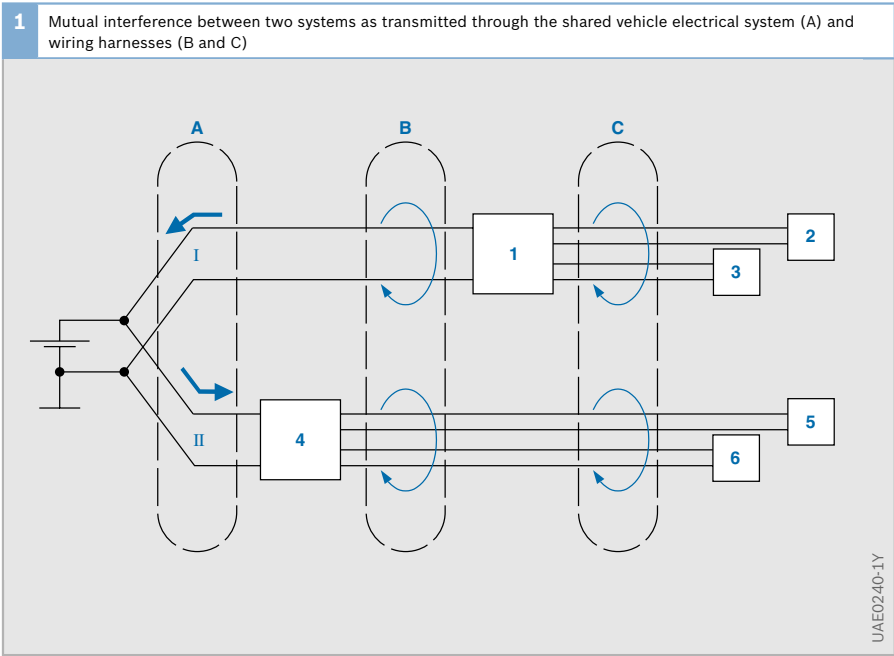 1
Mutual interference between two systems as transmitted through the shared vehicle electrical system (A) and
wiring harnesses (B and C)
A
B
C
I
1
2
3
II
4
5
6
UAE0240-1Y